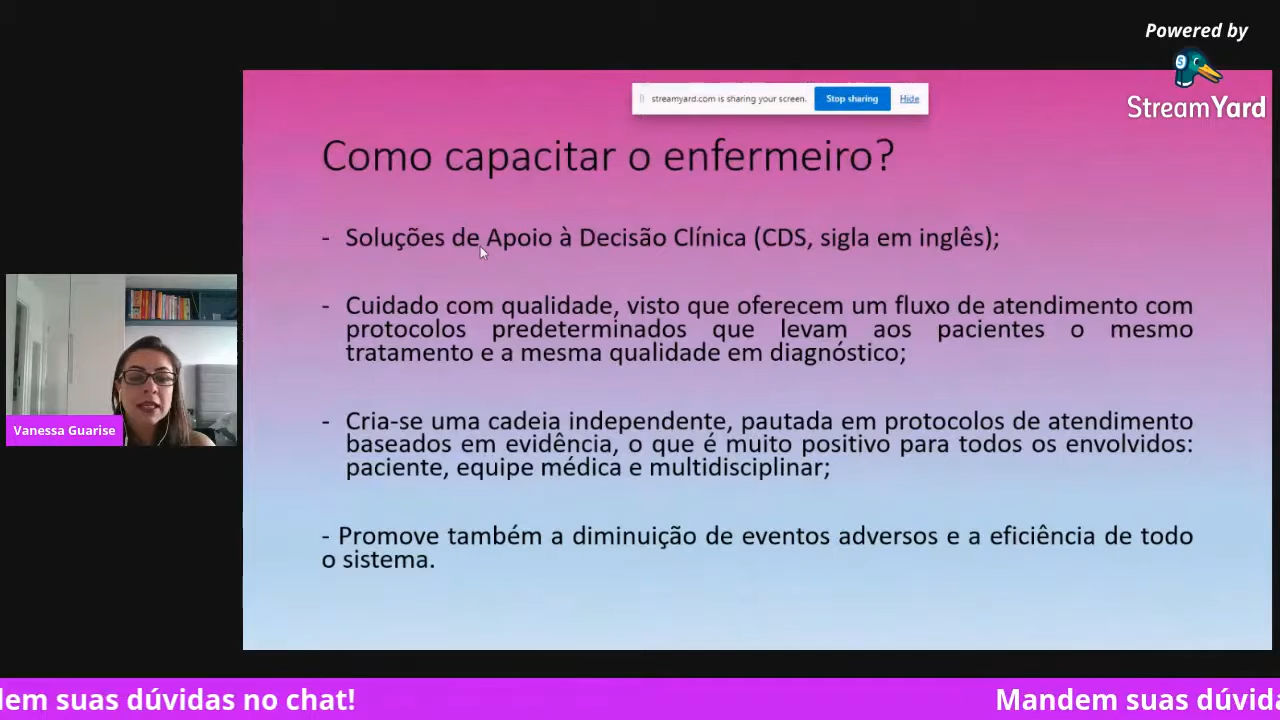 Powered by
StreamYard
streamyard.com is sharing your screen.
Stop sharing
Hide
Como capacitar o enfermeiro?
- Soluções de Apoio à Decisão Clínica (CDS, sigla em inglês);
- Cuidado com qualidade, visto que oferecem um fluxo de atendimento com
protocolos predeterminados que levam aos pacientes o mesmo
tratamento e a mesma qualidade em diagnóstico;
- Cria-se uma cadeia independente, pautada em protocolos de atendimento
baseados em evidência, o que é muito positivo para todos os envolvidos:
paciente, equipe médica e multidisciplinar;
- Promove também a diminuição de eventos adversos e a eficiência de todo
o sistema.
Vanessa Guarise
suas dúvidas no chat!
Mandem suas